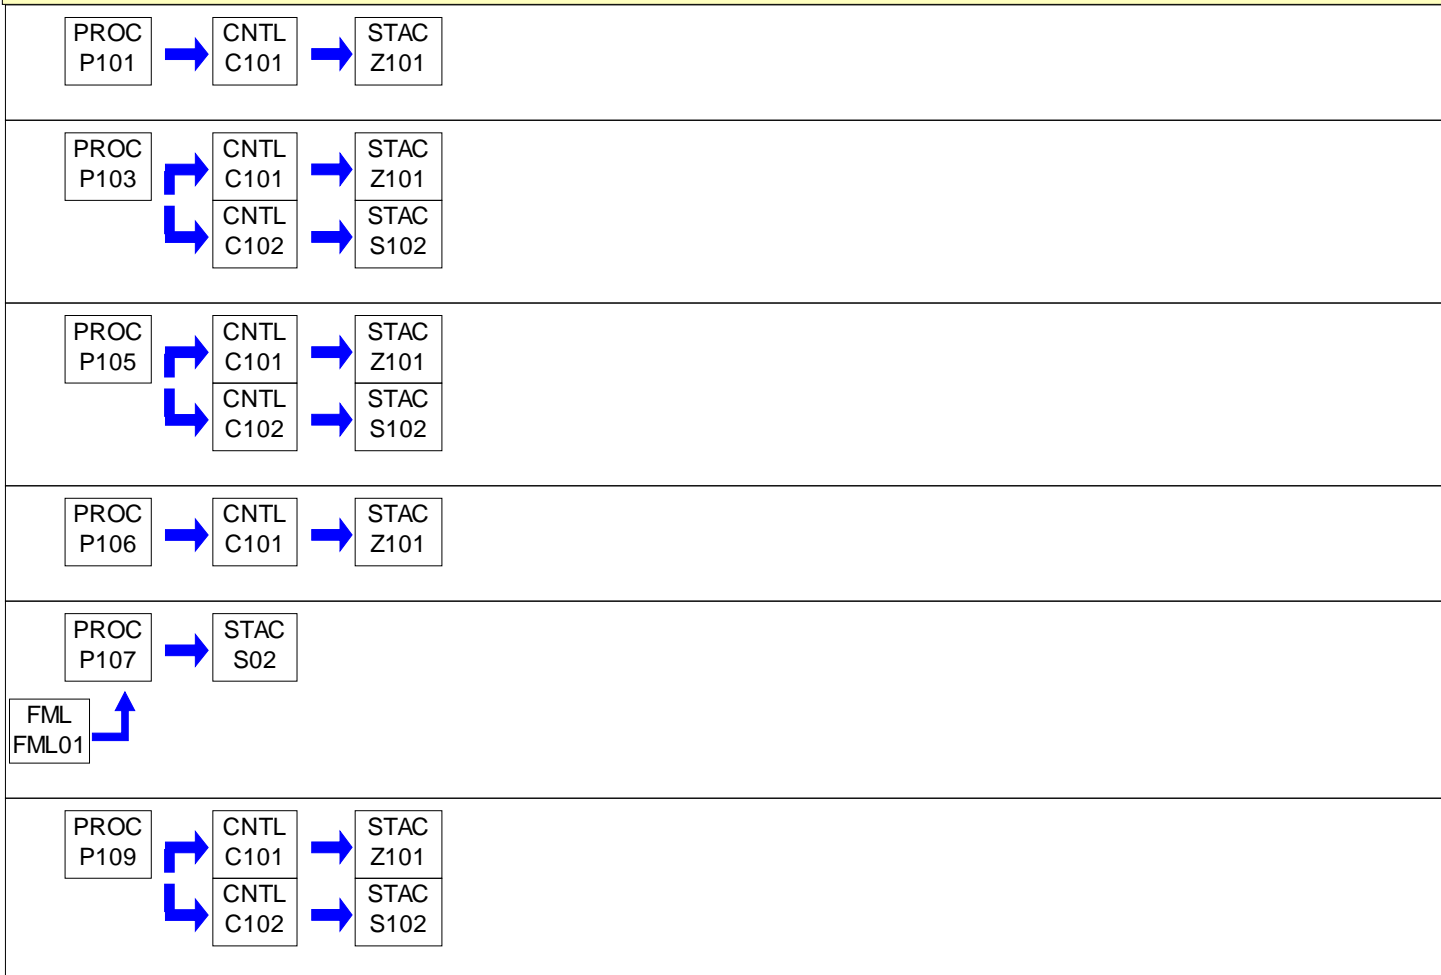 PROC CNTL STAC
P101 C101 Z101
PROC CNTL STAC
P103 C101 Z101
CNTL STAC
C102 S102
PROC CNTL STAC
P105 C101 Z101
CNTL STAC
C102 S102
PROC CNTL STAC
P106 C101 Z101
PROC STAC
P107 S02
FML
FML01
PROC CNTL STAC
P109 C101 Z101
CNTL STAC
C102 S102